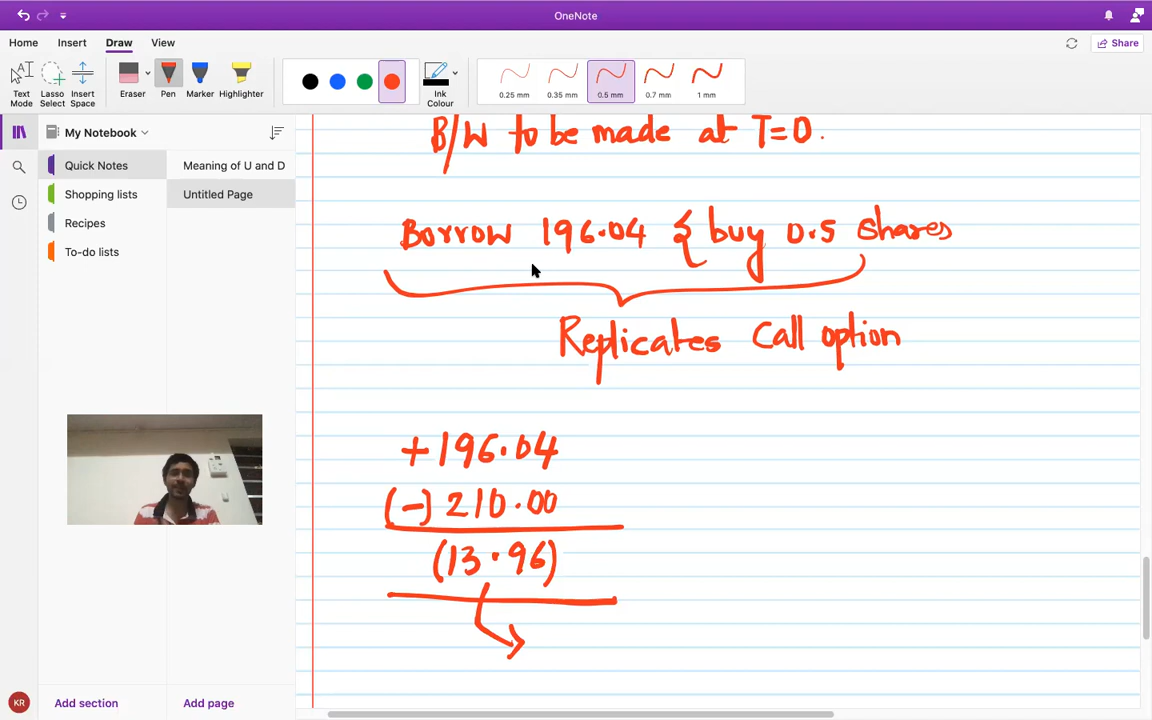 OneNote
Home Insert Draw View
Share
Text Mode
Lasso Select
Insert Space
Eraser
Pen
Marker
Highlighter
Ink Colour
0.25 mm
0.35 mm
0.5 mm
0.7 mm
1 mm
My Notebook
Quick Notes
Shopping lists
Recipes
To-do lists
Meaning of U and D
Untitled Page
B/W to be made at T=0.
Borrow 196.04 { buy 0.5 shares
Replicates Call option
+196.04
(-) 210.00
(13.96)
KR
Add section
Add page